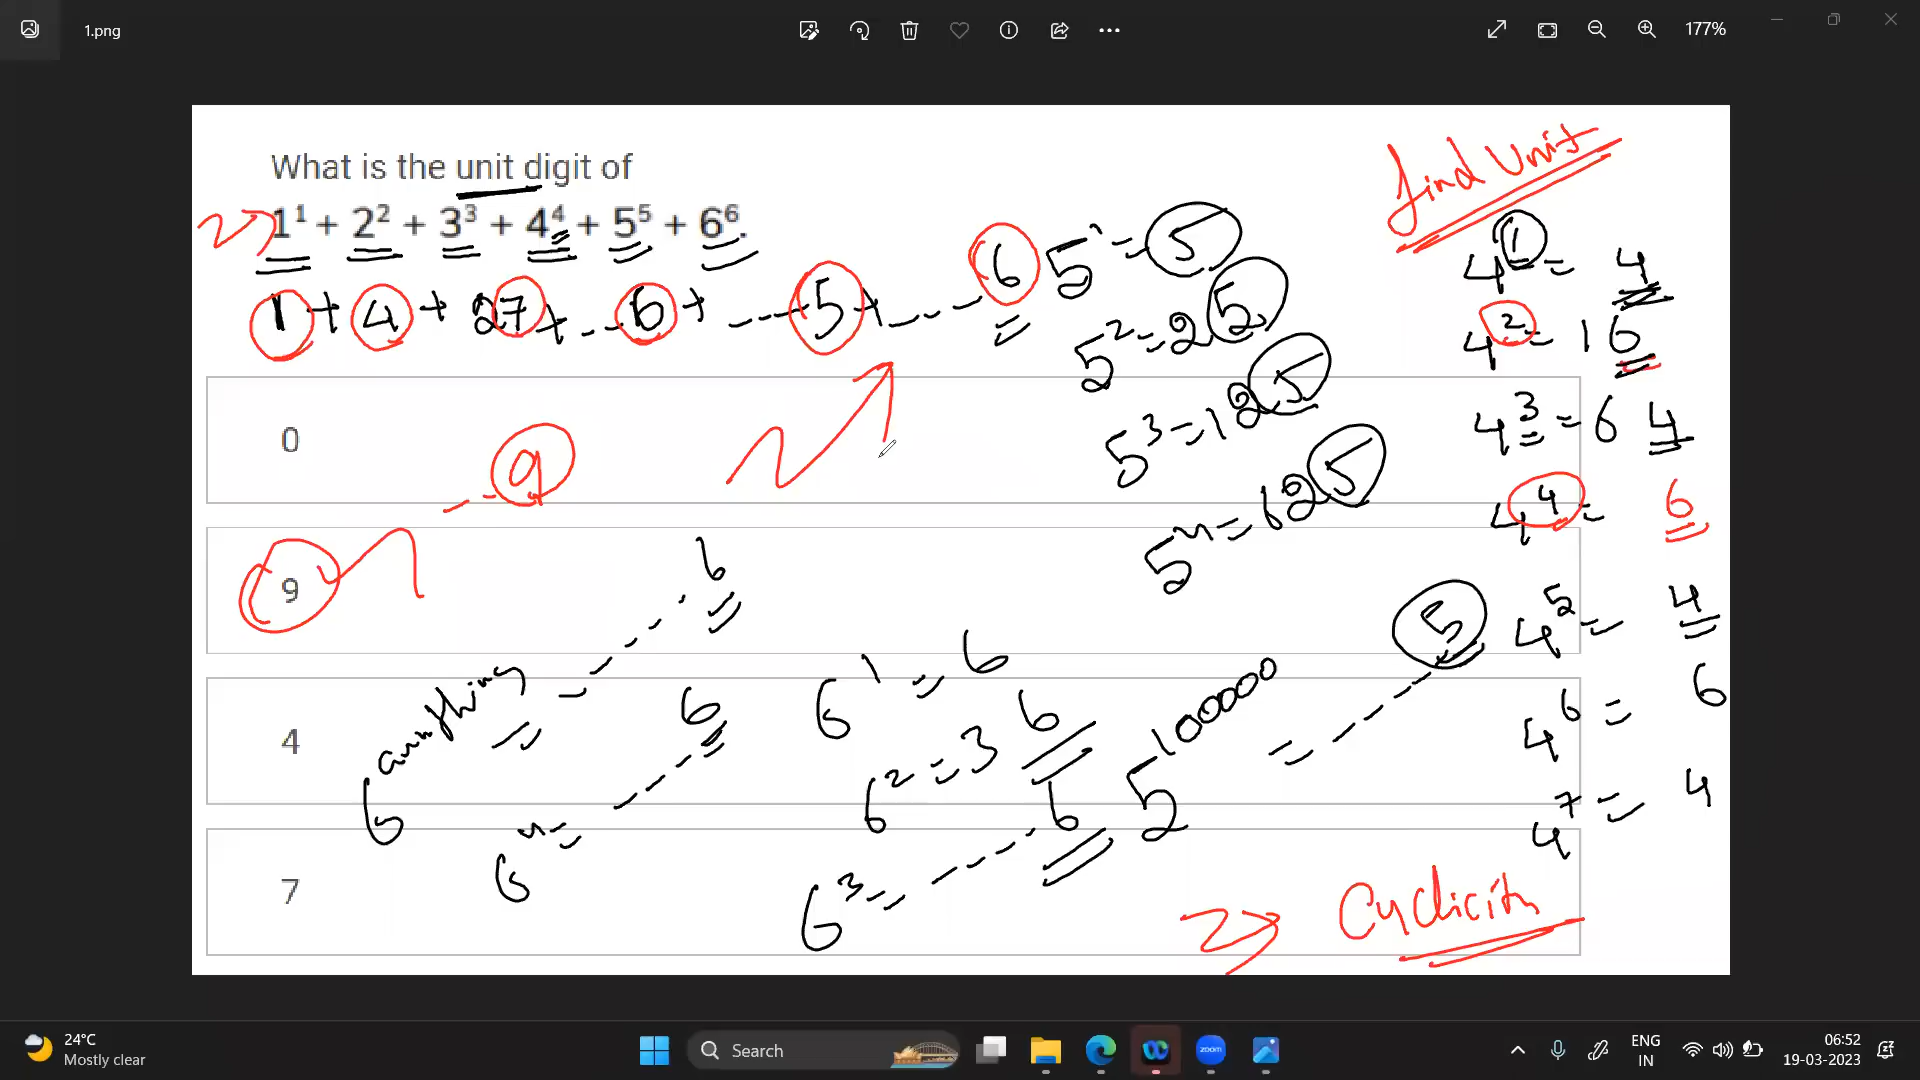 1.png
177%
What is the unit digit of
1¹ + 2² + 3³ + 4⁴ + 5⁵ + 6⁶.
1 + 4 + 27 + --6 + ----5 + ---6
find Unit
5¹ = 5
5² = 25
5³ = 125
5⁴ = 625
4¹ = 4
4² = 16
4³ = 64
4⁴ = 6
4⁵ = 4
4⁶ = 6
4⁷ = 4
0
--9
9
4
7
6 anything = ----6
6ⁿ = ----6
6¹ = 6
6² = 36
6³ = ----6
5¹⁰⁰⁰⁰⁰ = ----5
Cyclicity
24°C
Mostly clear
Search
zoom
ENG
IN
06:52
19-03-2023